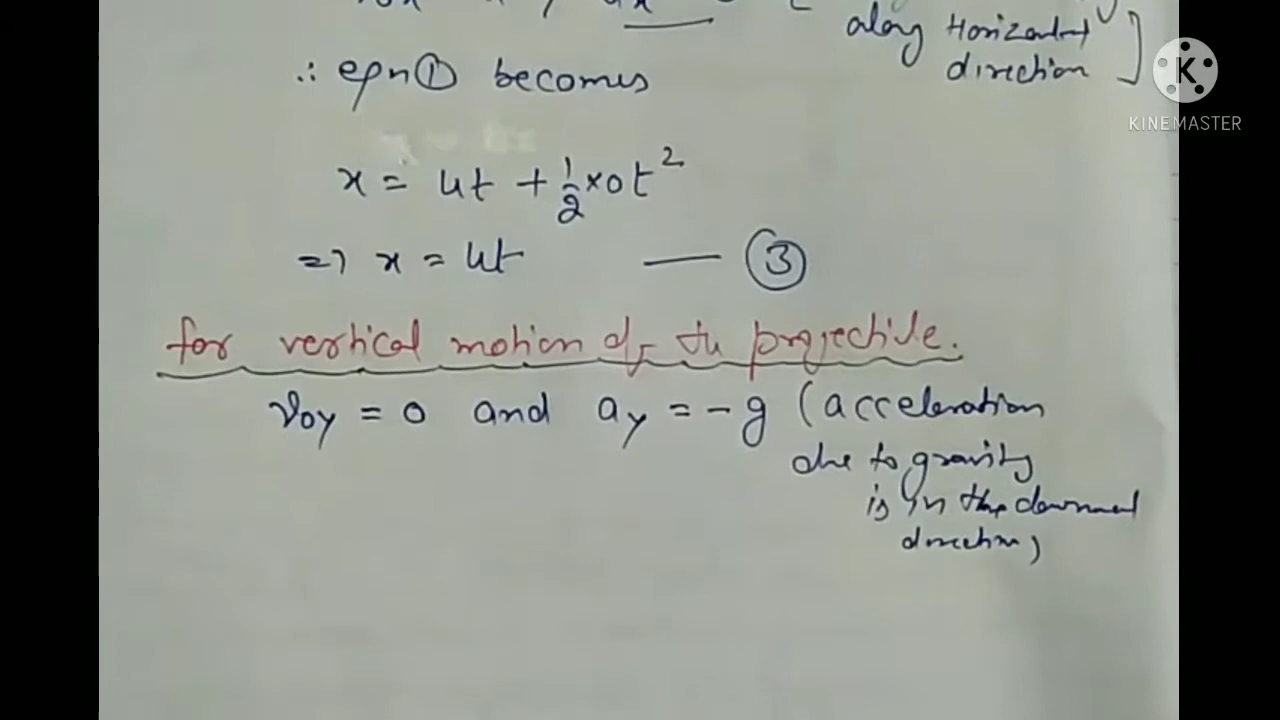 along Horizontal
direction ]
∴ eqn ① becomes
x = ut + 1/2 × 0 t²
=> x = ut — ③
for vertical motion of the projectile.
v₀y = 0 and ay = -g (acceleration
due to gravity
is in the downward
direction)
KINEMASTER